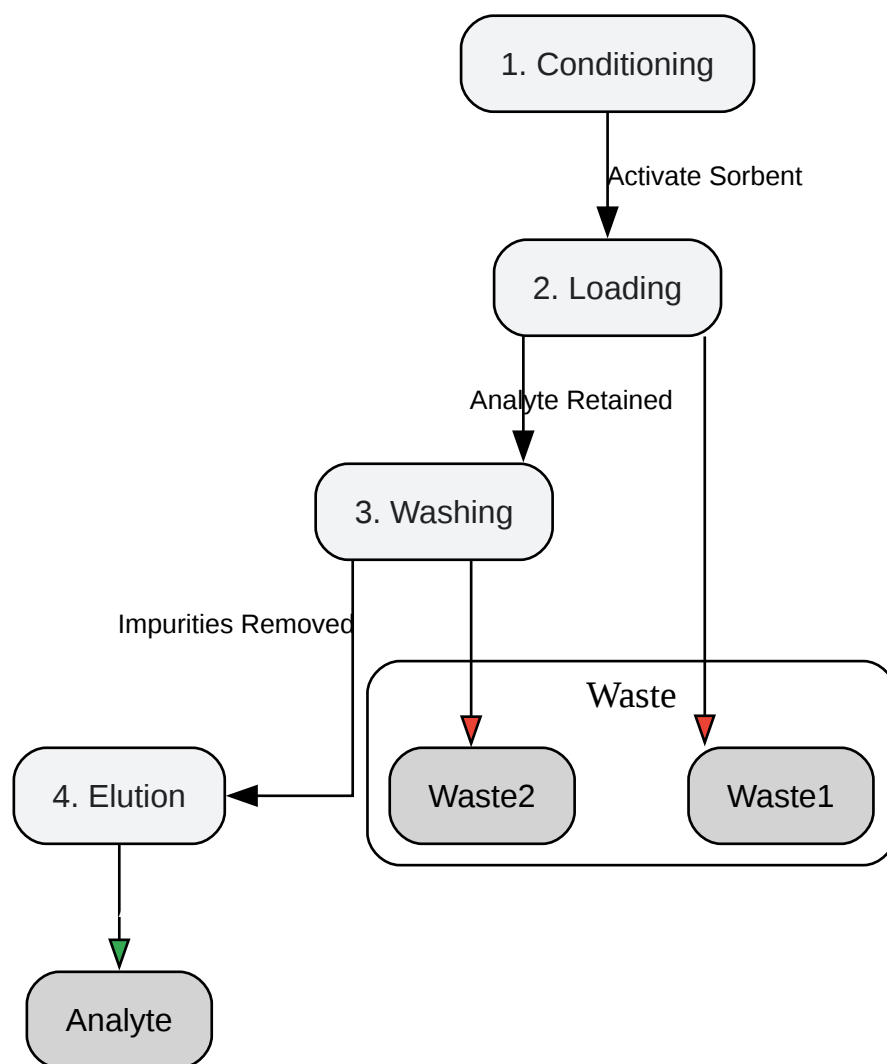 1. Conditioning
Activate Sorbent
2. Loading
Analyte Retained
3. Washing
Impurities Removed
Waste
4. Elution
Waste2
Waste1
Analyte